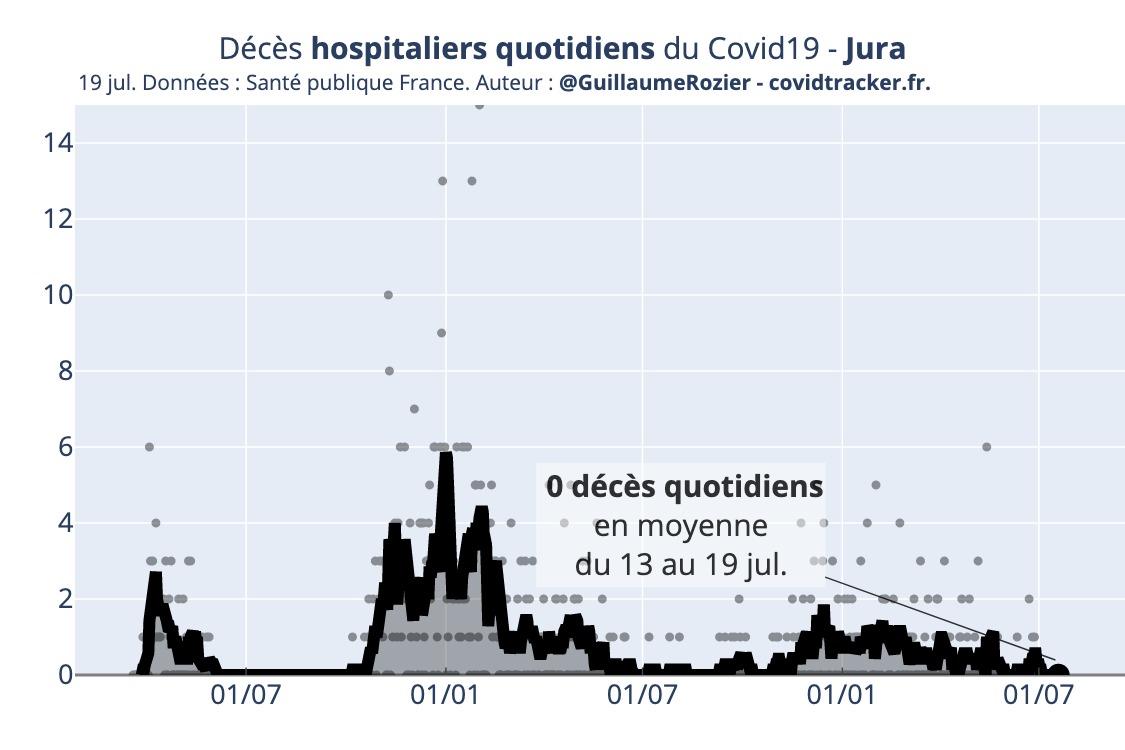 Décès hospitaliers quotidiens du Covid19 - Jura
19 jul. Données : Santé publique France. Auteur : @GuillaumeRozier - covidtracker.fr.
14
12
10
8
6
0 décès quotidiens
4
en moyenne
du 13 au 19 jul.
2
0
01/07
01/01
01/07
01/01
01/07